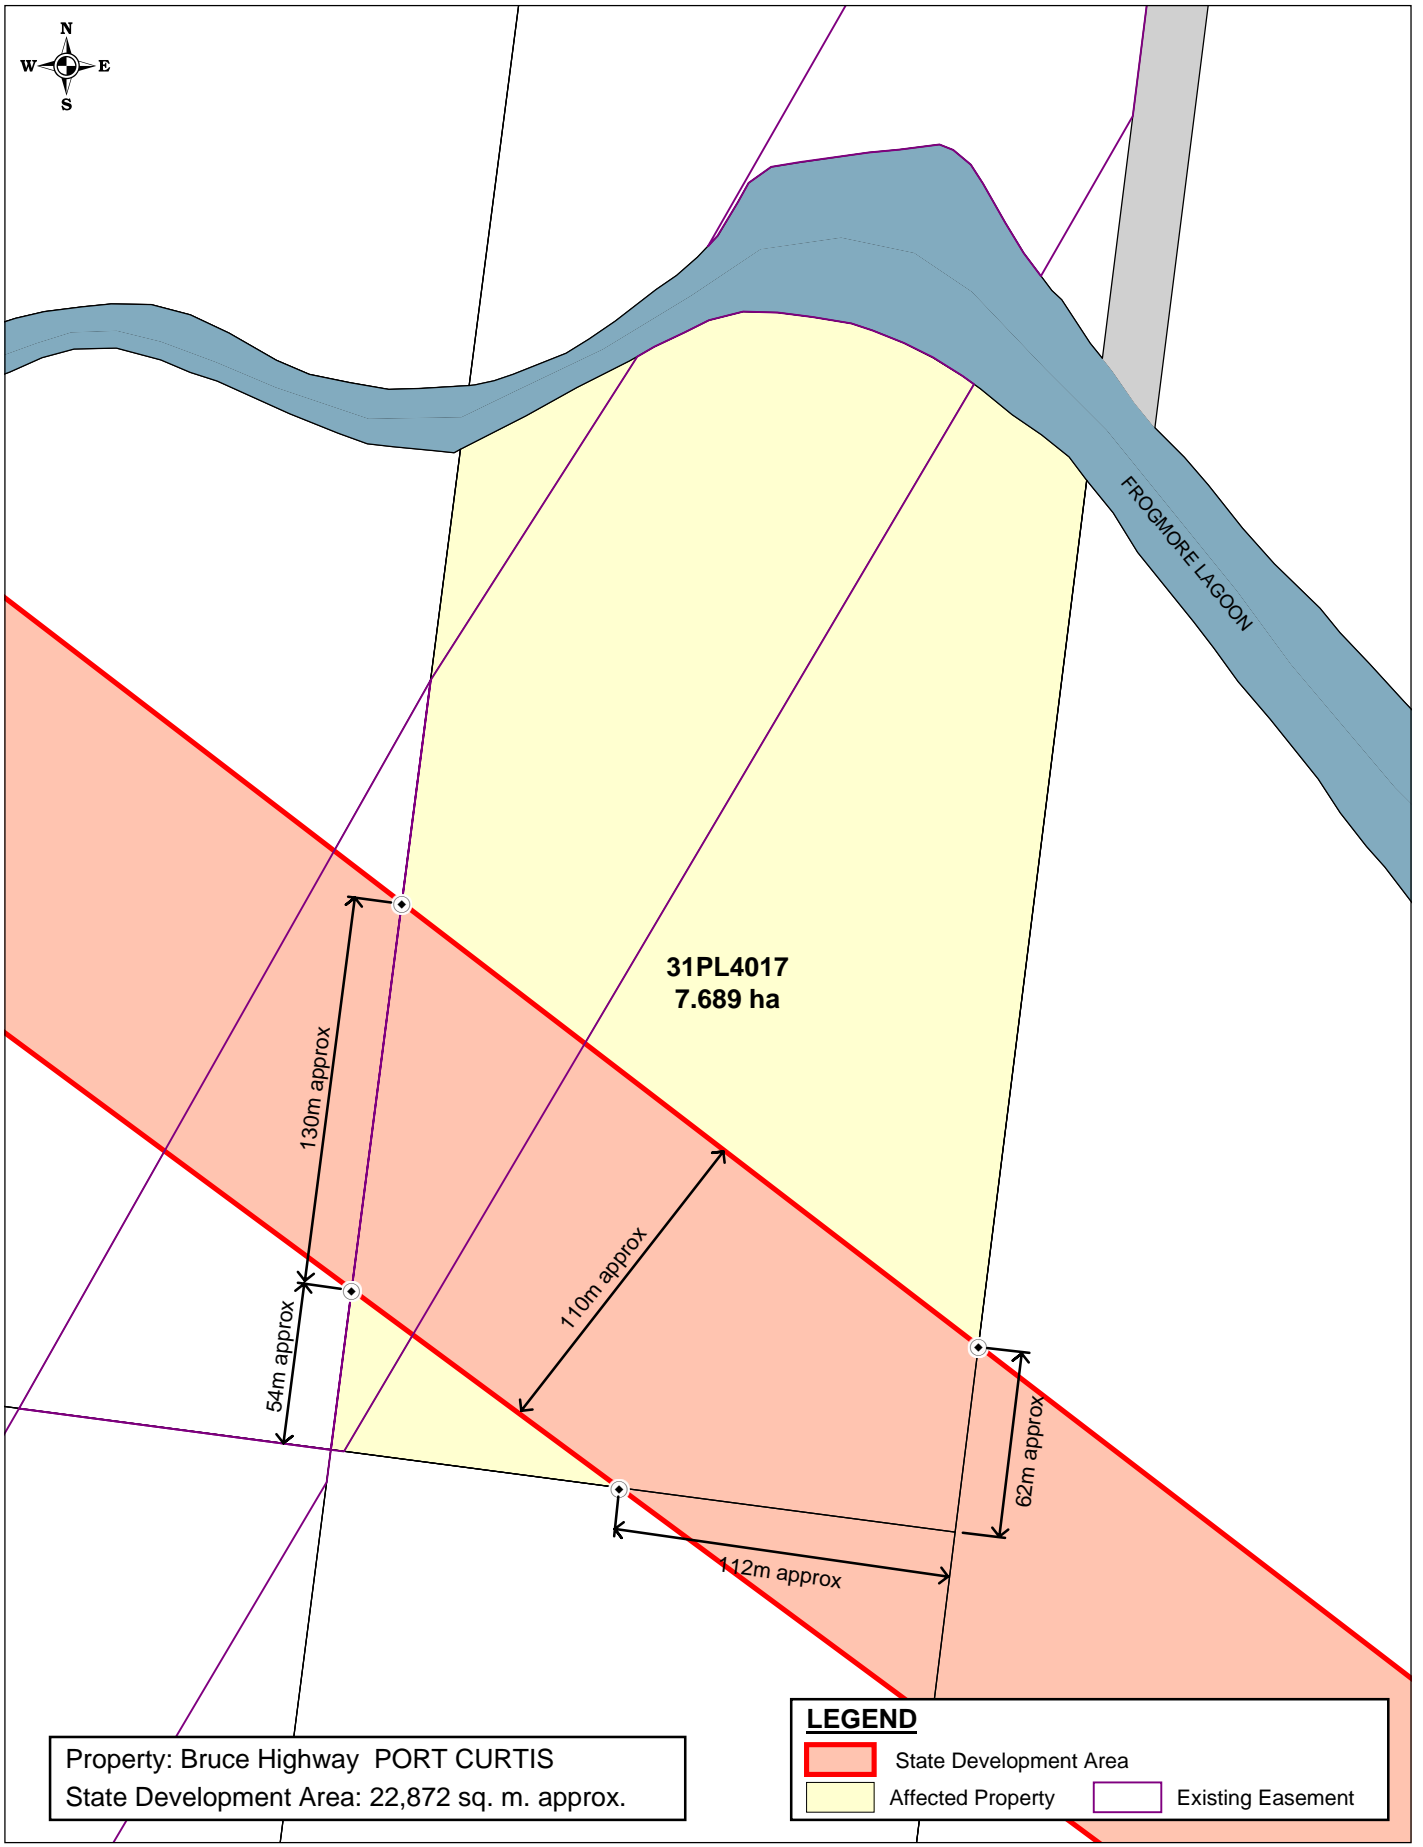 N
W E
S
FROGMORE LAGOON
31PL4017
7.689 ha
130m approx
110m approx
54m approx
62m approx
112m approx
Property: Bruce Highway PORT CURTIS
State Development Area: 22,872 sq. m. approx.
LEGEND
State Development Area
Affected Property
Existing Easement